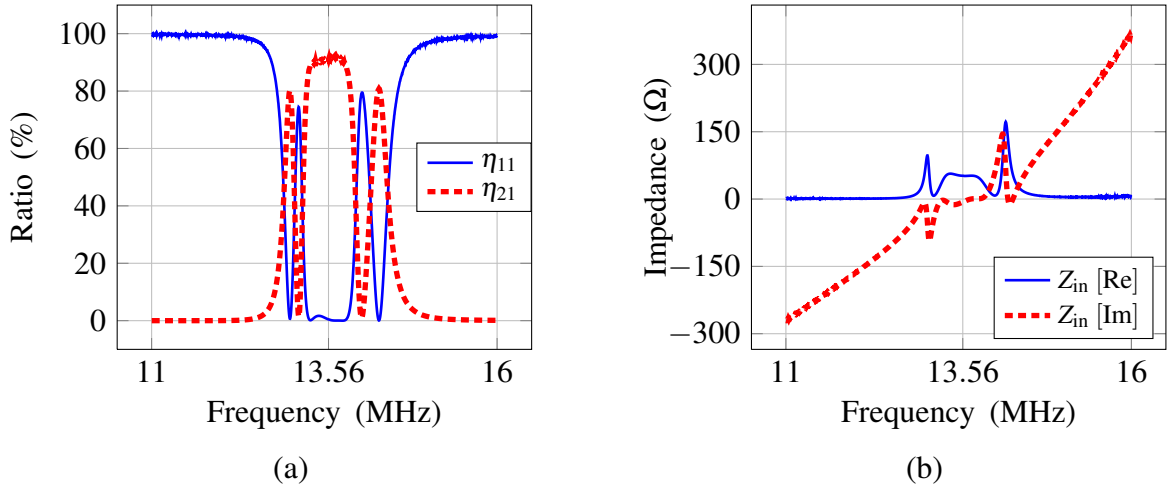 100
80
60
40
20
0
Ratio (%)
η11
η21
11
13.56
16
Frequency (MHz)
(a)
300
150
0
−150
−300
Impedance (Ω)
Zin [Re]
Zin [Im]
11
13.56
16
Frequency (MHz)
(b)